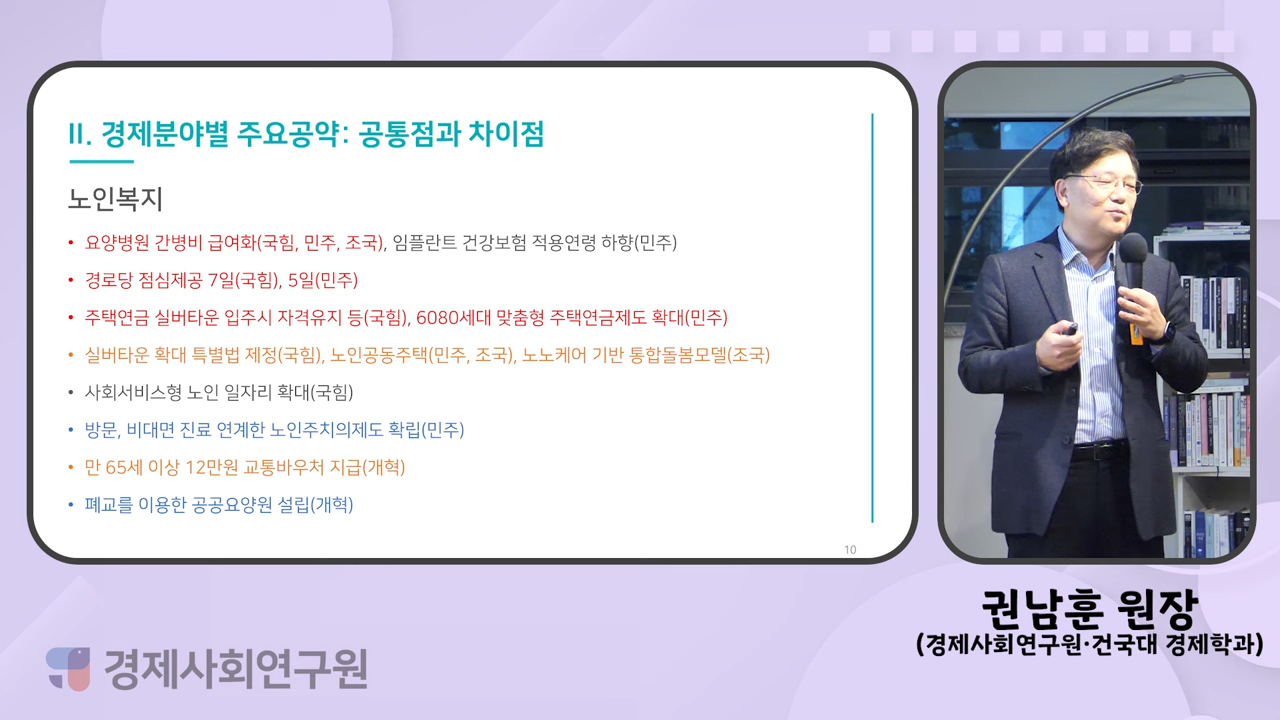 II. 경제분야별 주요공약: 공통점과 차이점
노인복지
• 요양병원 간병비 급여화(국힘, 민주, 조국), 임플란트 건강보험 적용연령 하향(민주)
• 경로당 점심제공 7일(국힘), 5일(민주)
• 주택연금 실버타운 입주시 자격유지 등(국힘), 6080세대 맞춤형 주택연금제도 확대(민주)
• 실버타운 확대 특별법 제정(국힘), 노인공동주택(민주, 조국), 노노케어 기반 통합돌봄모델(조국)
• 사회서비스형 노인 일자리 확대(국힘)
• 방문, 비대면 진료 연계한 노인주치의제도 확립(민주)
• 만 65세 이상 12만원 교통바우처 지급(개혁)
• 폐교를 이용한 공공요양원 설립(개혁)
10
권남훈 원장
(경제사회연구원·건국대 경제학과)
경제사회연구원